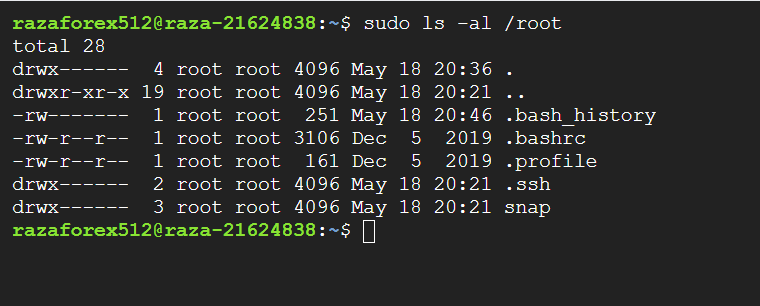 razaforex512@raza-21624838:~$ sudo ls -al /root
total 28
drwx------  4 root root 4096 May 18 20:36 .
drwxr-xr-x 19 root root 4096 May 18 20:21 ..
-rw-------  1 root root  251 May 18 20:46 .bash_history
-rw-r--r--  1 root root 3106 Dec  5  2019 .bashrc
-rw-r--r--  1 root root  161 Dec  5  2019 .profile
drwx------  2 root root 4096 May 18 20:21 .ssh
drwx------  3 root root 4096 May 18 20:21 snap
razaforex512@raza-21624838:~$